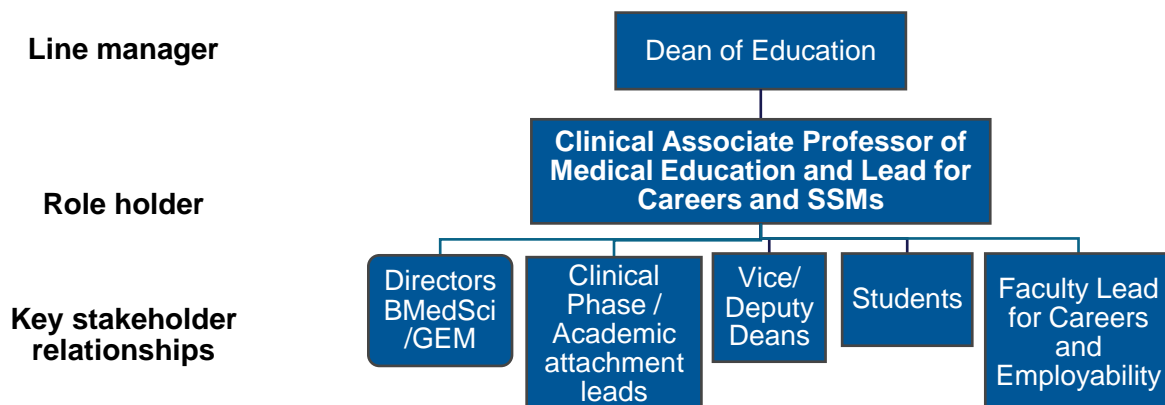 Line manager
Dean of Education
Role holder
Clinical Associate Professor of
Medical Education and Lead for
Careers and SSMs
Key stakeholder
relationships
Directors
BMedSci
/GEM
Clinical
Phase /
Academic
attachment
leads
Vice/
Deputy
Deans
Students
Faculty Lead
for Careers
and
Employability